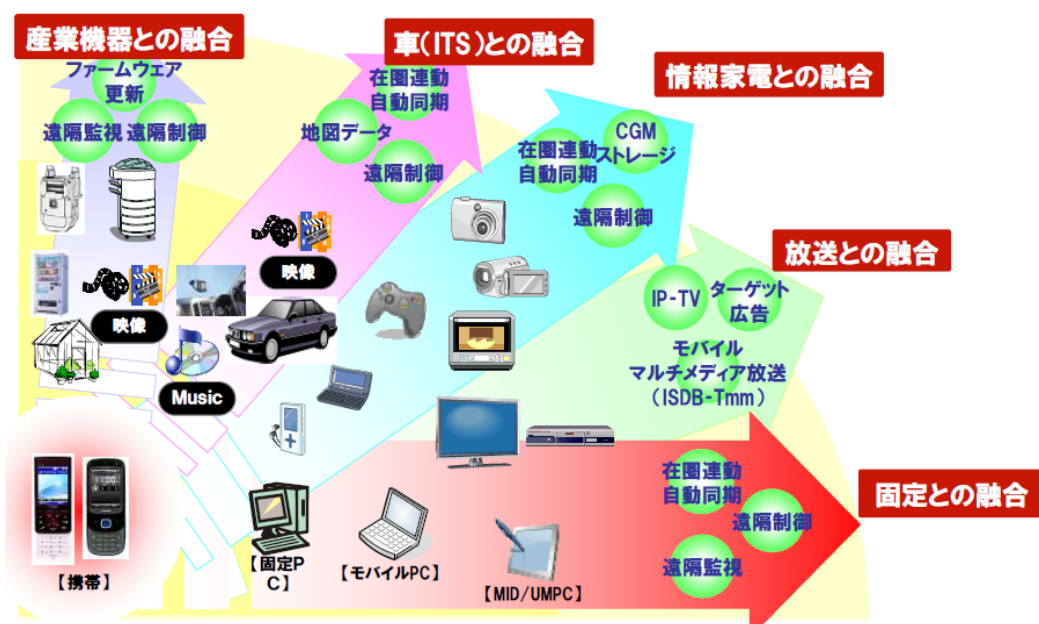 産業機器との融合
ファームウェア
更新
遠隔監視
遠隔制御
映像
車(ITS)との融合
在圏連動
自動同期
地図データ
遠隔制御
映像
Music
情報家電との融合
在圏連動
自動同期
CGM
ストレージ
遠隔制御
放送との融合
IP-TV
ターゲット
広告
モバイル
マルチメディア放送
(ISDB-Tmm)
固定との融合
在圏連動
自動同期
遠隔制御
遠隔監視
【携帯】
【固定P
C】
【モバイルPC】
【MID/UMPC】